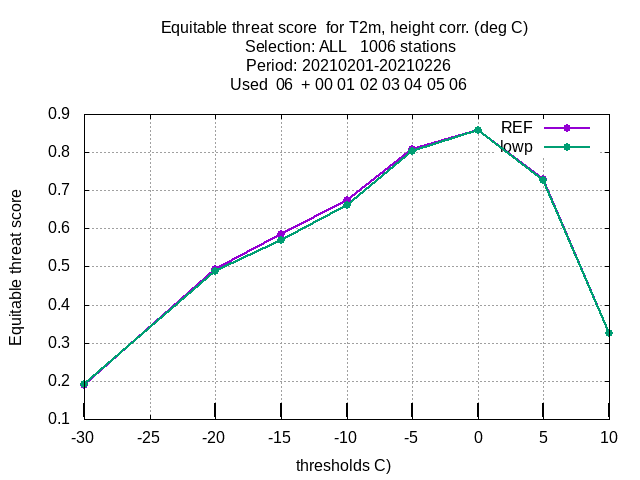 Equitable threat score  for T2m, height corr. (deg C)
Selection: ALL   1006 stations
Period: 20210201-20210226
Used  06  + 00 01 02 03 04 05 06
REF
lowp
0.9
0.8
0.7
0.6
0.5
0.4
0.3
0.2
0.1
Equitable threat score
-30 -25 -20 -15 -10 -5 0 5 10
thresholds C)